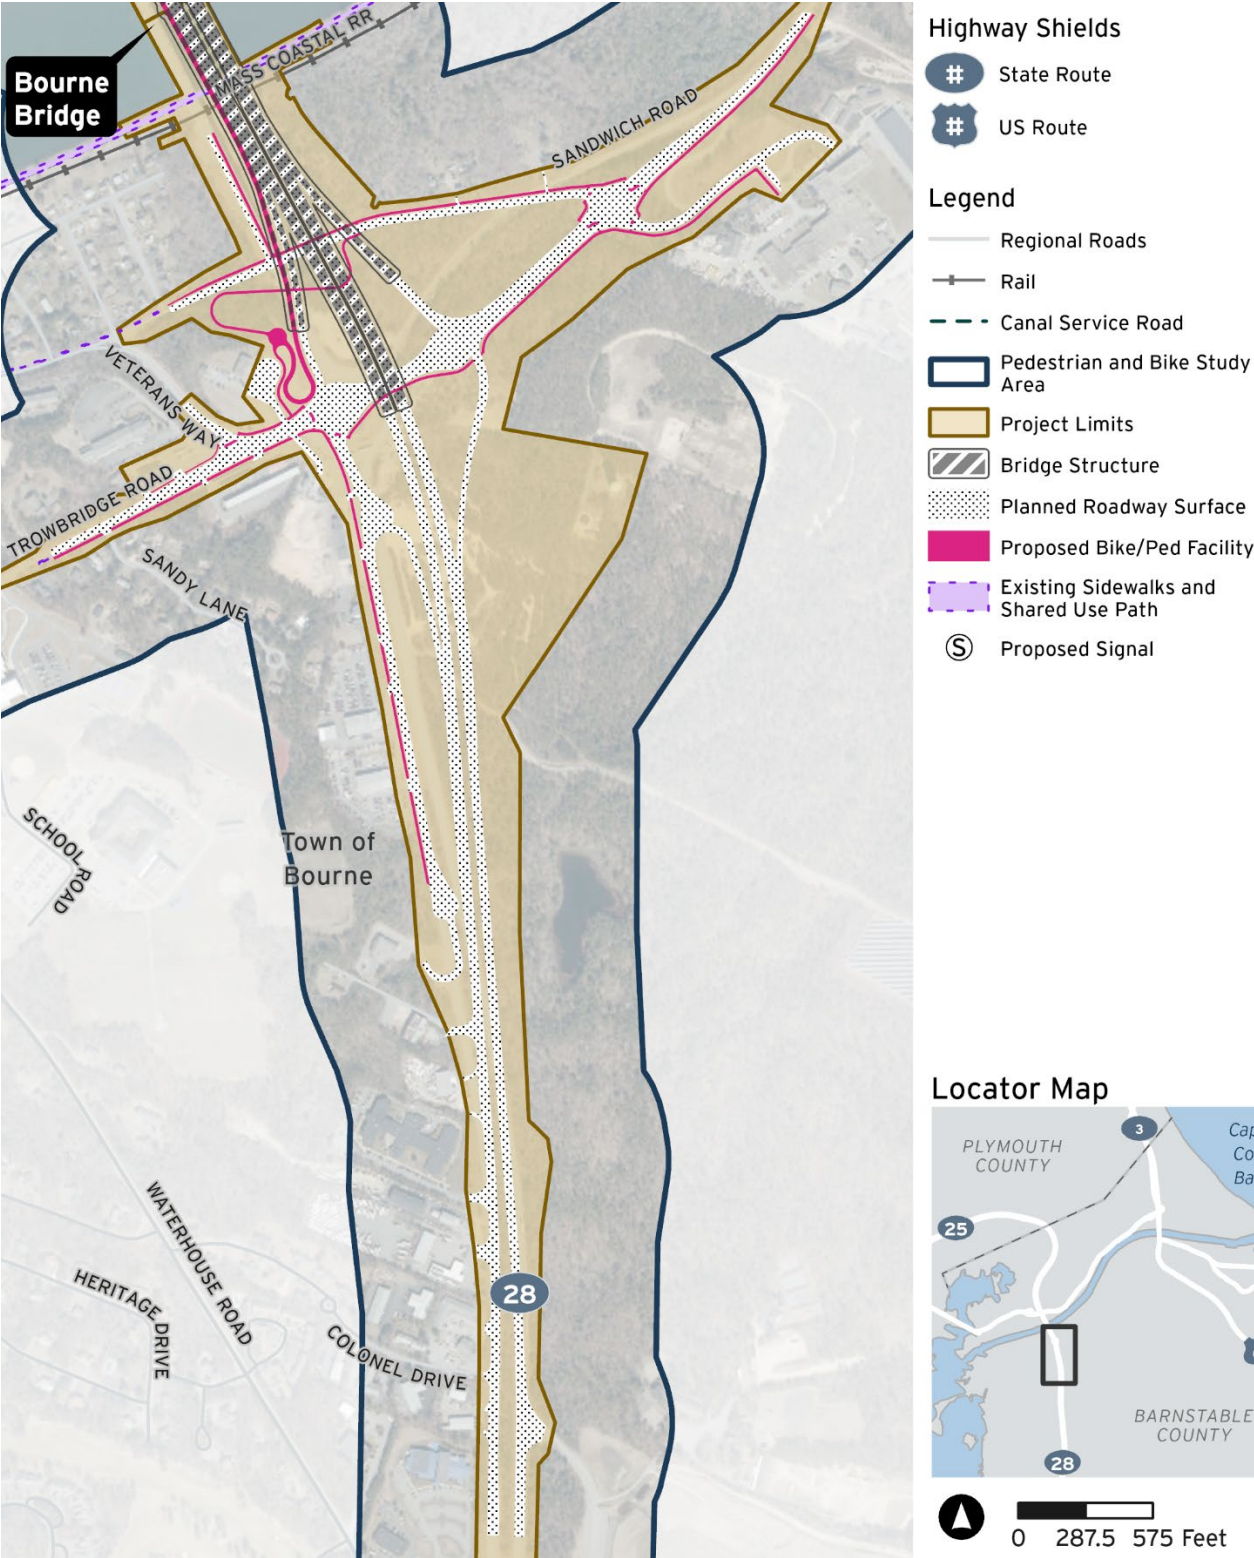 Bourne
Bridge
MASS COASTAL RR
SANDWICH ROAD
VETERANS WAY
TROWBRIDGE ROAD
SANDY LANE
SCHOOL
ROAD
Town of
Bourne
WATERHOUSE ROAD
HERITAGE DRIVE
COLONEL DRIVE
28
Highway Shields
# State Route
# US Route
Legend
Regional Roads
Rail
Canal Service Road
Pedestrian and Bike Study
Area
Project Limits
Bridge Structure
Planned Roadway Surface
Proposed Bike/Ped Facility
Existing Sidewalks and
Shared Use Path
S Proposed Signal
Locator Map
3
PLYMOUTH
COUNTY
Cap
Co
Ba
25
BARNSTABLE
COUNTY
28
0 287.5 575 Feet